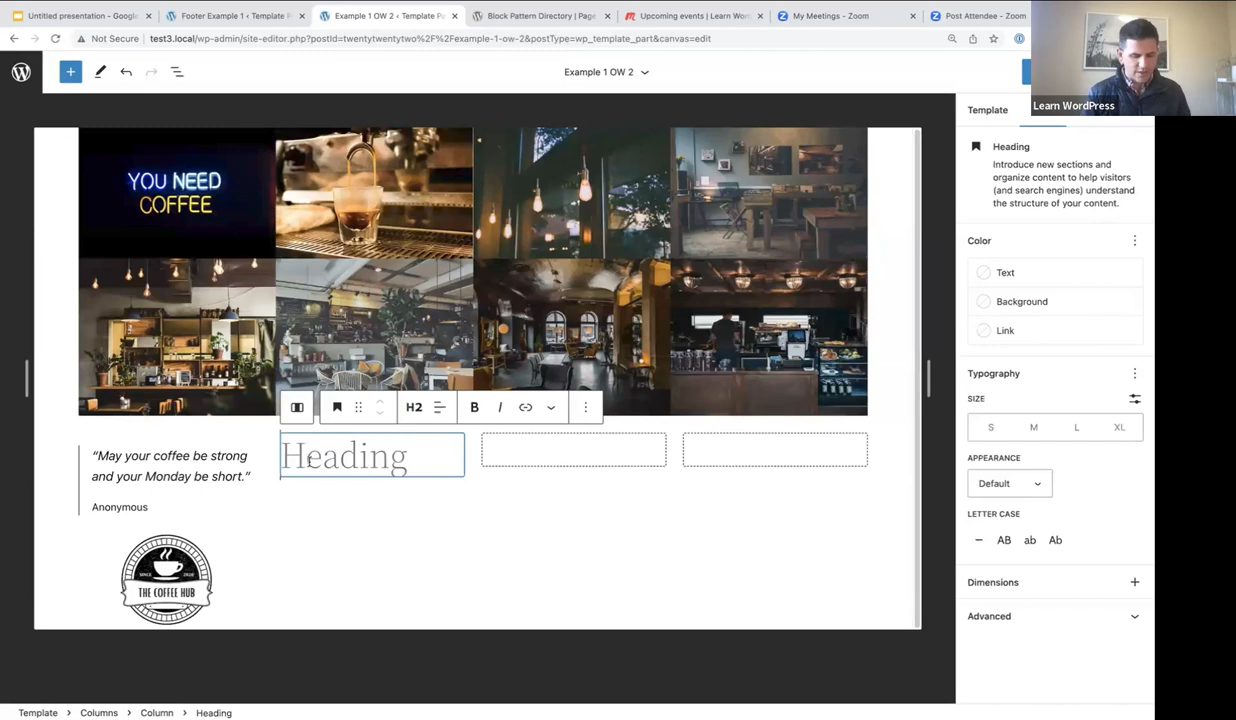 Untitled presentation - Google
Footer Example 1 ‹ Template P
Example 1 OW 2 ‹ Template Pa
Block Pattern Directory | Page
Upcoming events | Learn Wor
My Meetings - Zoom
Post Attendee - Zoom
Not Secure
test3.local/wp-admin/site-editor.php?postId=twentytwentytwo%2F%2Fexample-1-ow-2&postType=wp_template_part&canvas=edit
Example 1 OW 2
Learn WordPress
Template
Heading
Introduce new sections and
organize content to help visitors
(and search engines) understand
the structure of your content.
YOU NEED
COFFEE
Color
Text
Background
Link
Typography
SIZE
S M L XL
APPEARANCE
Default
LETTER CASE
– AB ab Ab
Dimensions
Advanced
H2 B I
“May your coffee be strong
and your Monday be short.”
Anonymous
Heading
SINCE 2020
THE COFFEE HUB
Template > Columns > Column > Heading